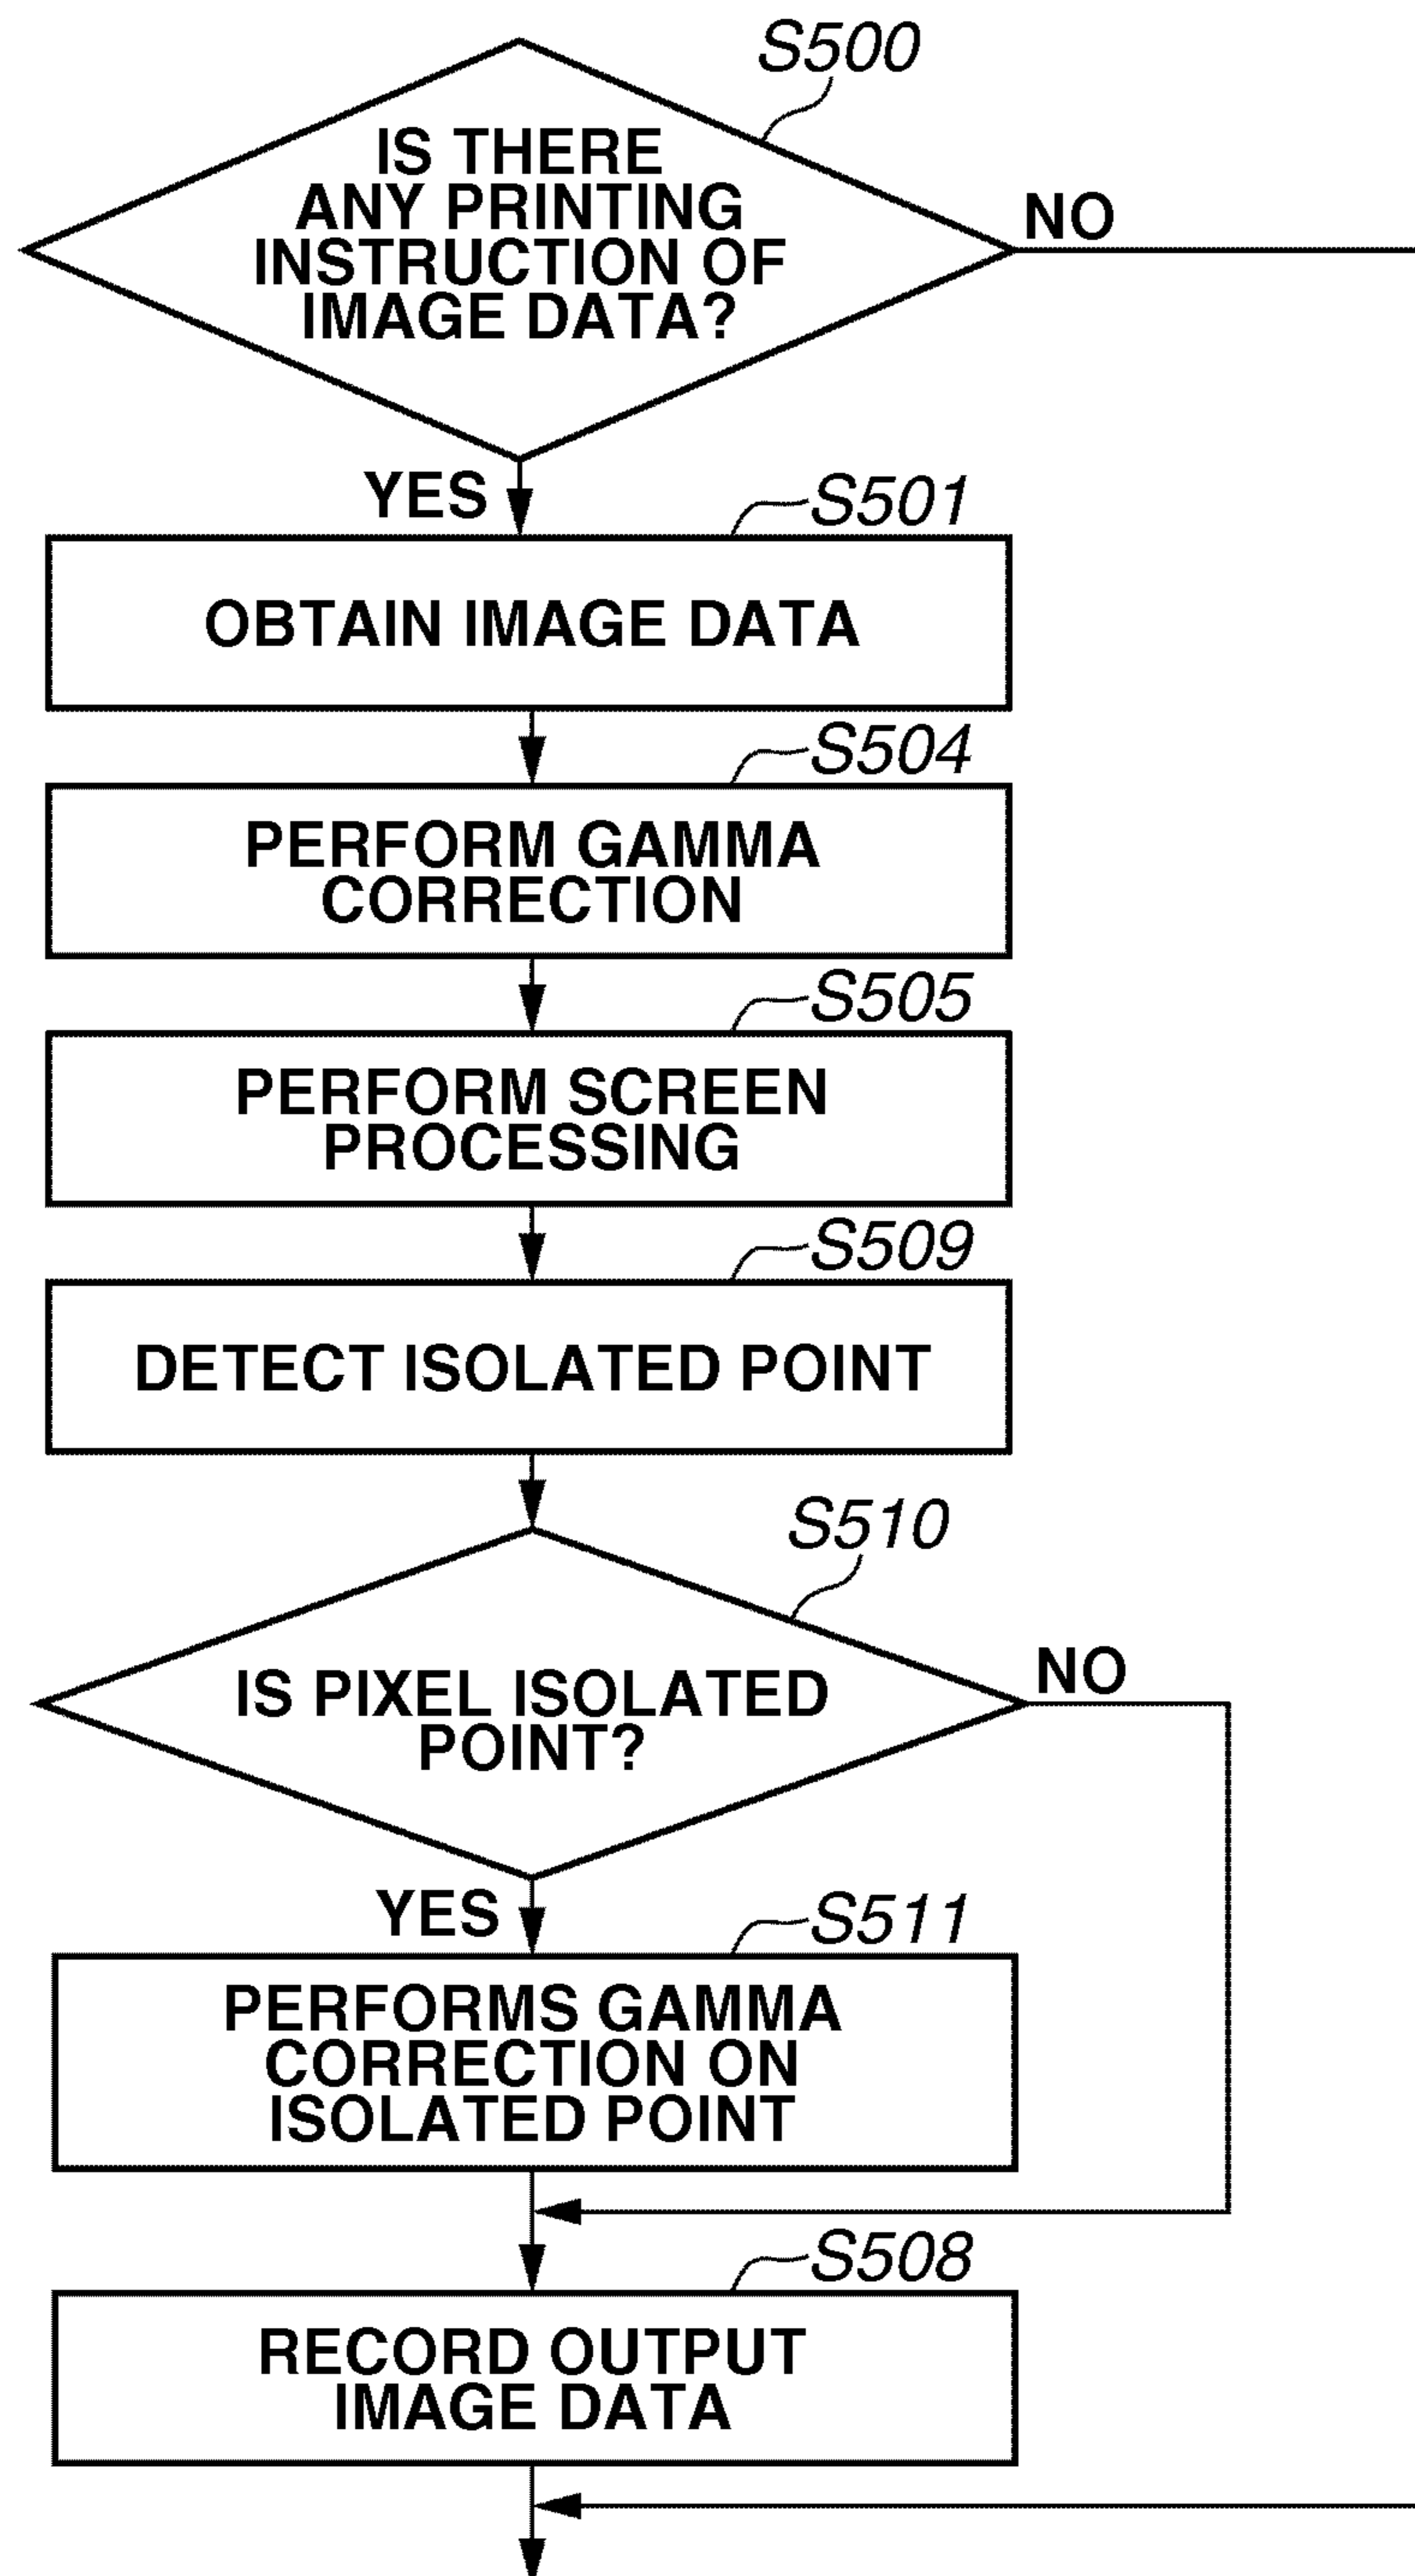 S500
IS THERE
ANY PRINTING
INSTRUCTION OF
IMAGE DATA?
NO
YES
S501
OBTAIN IMAGE DATA
S504
PERFORM GAMMA
CORRECTION
S505
PERFORM SCREEN
PROCESSING
S509
DETECT ISOLATED POINT
S510
IS PIXEL ISOLATED
POINT?
NO
YES
S511
PERFORMS GAMMA
CORRECTION ON
ISOLATED POINT
S508
RECORD OUTPUT
IMAGE DATA